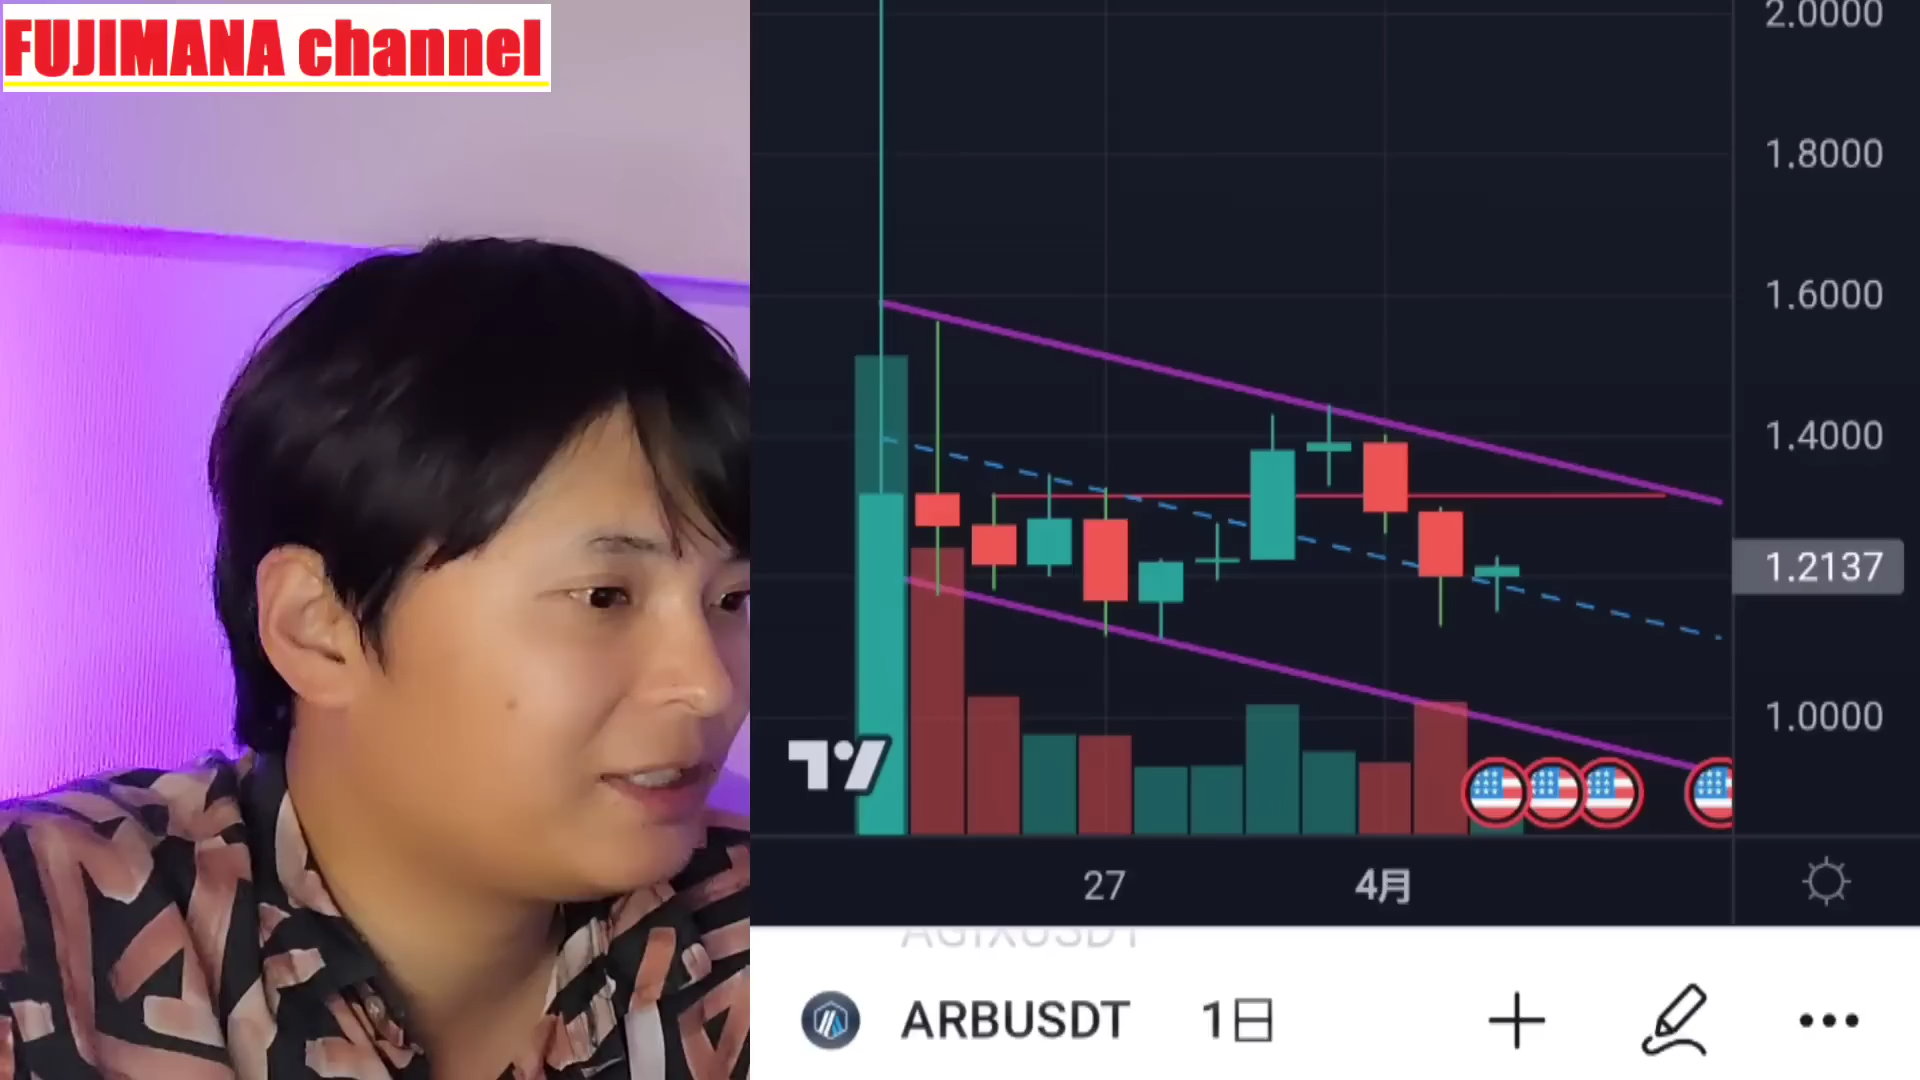 FUJIMANA channel
2.0000
1.8000
1.6000
1.4000
1.2137
1.0000
27
4月
AGIXUSDT
ARBUSDT 1日